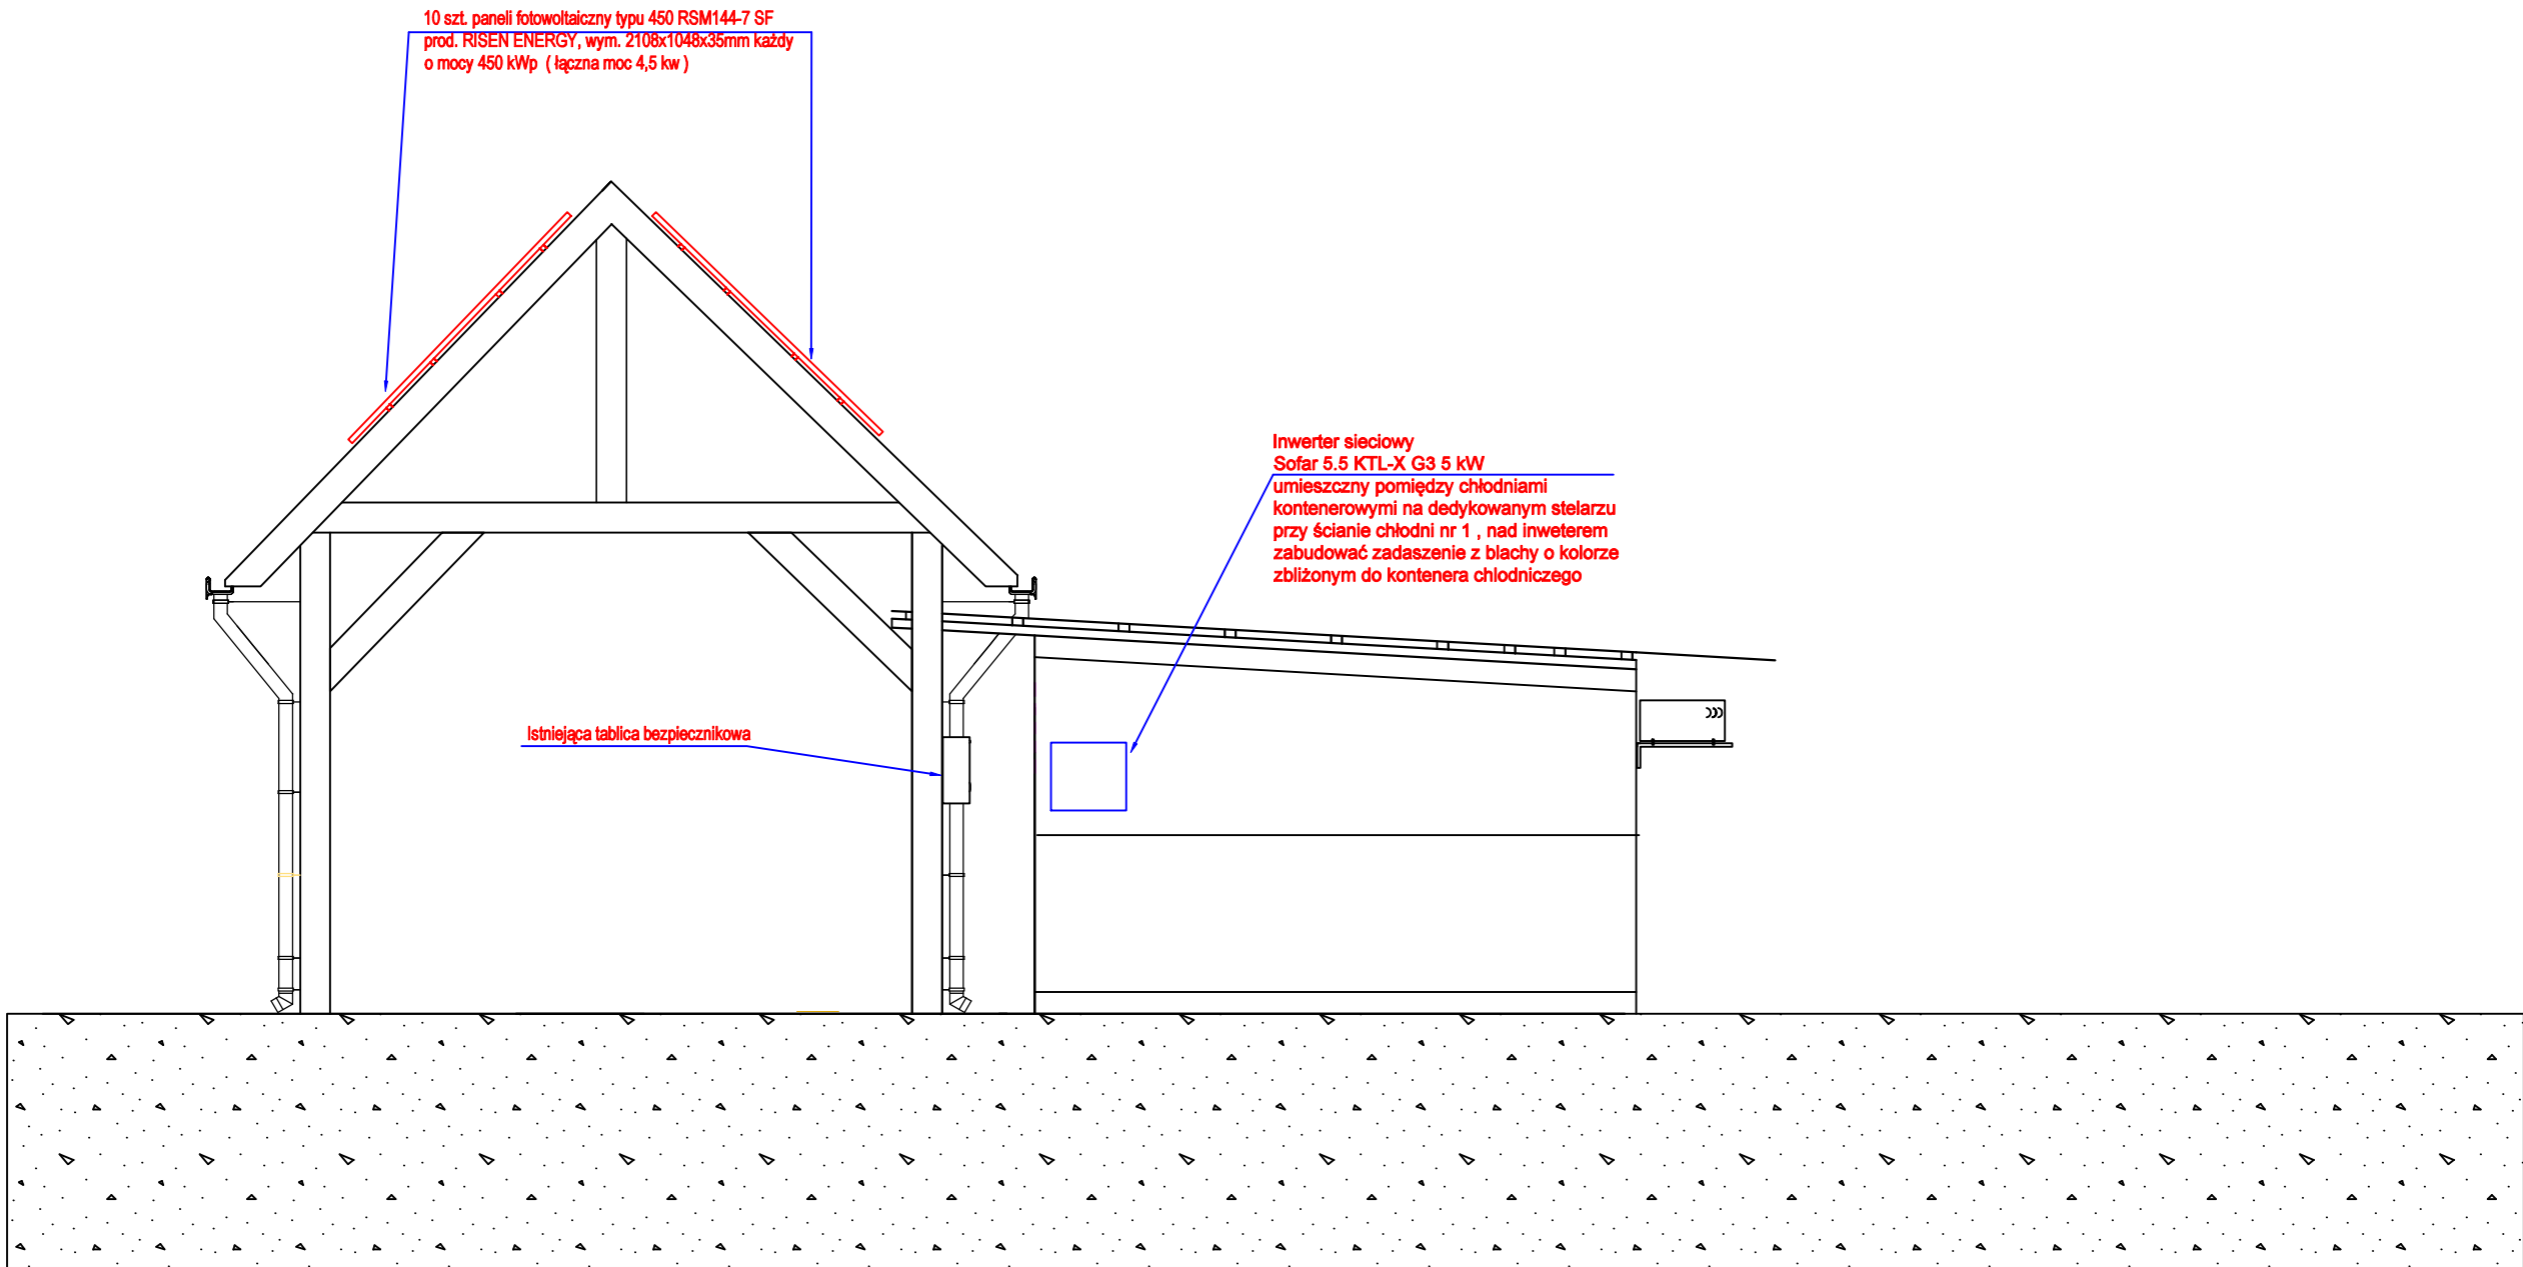 10 szt. paneli fotowoltaiczny typu 450 RSM144-7 SF
prod. RISEN ENERGY, wym. 2108x1048x35mm każdy
o mocy 450 kWp ( łączna moc 4,5 kw )
Inwerter sieciowy
Sofar 5.5 KTL-X G3 5 kW
umieszczny pomiędzy chłodniami
kontenerowymi na dedykowanym stelarzu
przy ścianie chłodni nr 1 , nad inweterem
zabudować zadaszenie z blachy o kolorze
zbliżonym do kontenera chlodniczego
Istniejąca tablica bezpiecznikowa